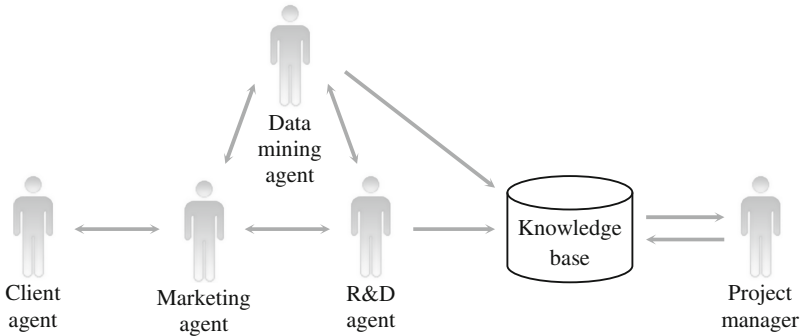 Data
mining
agent
Client
agent
Marketing
agent
R&D
agent
Knowledge
base
Project
manager